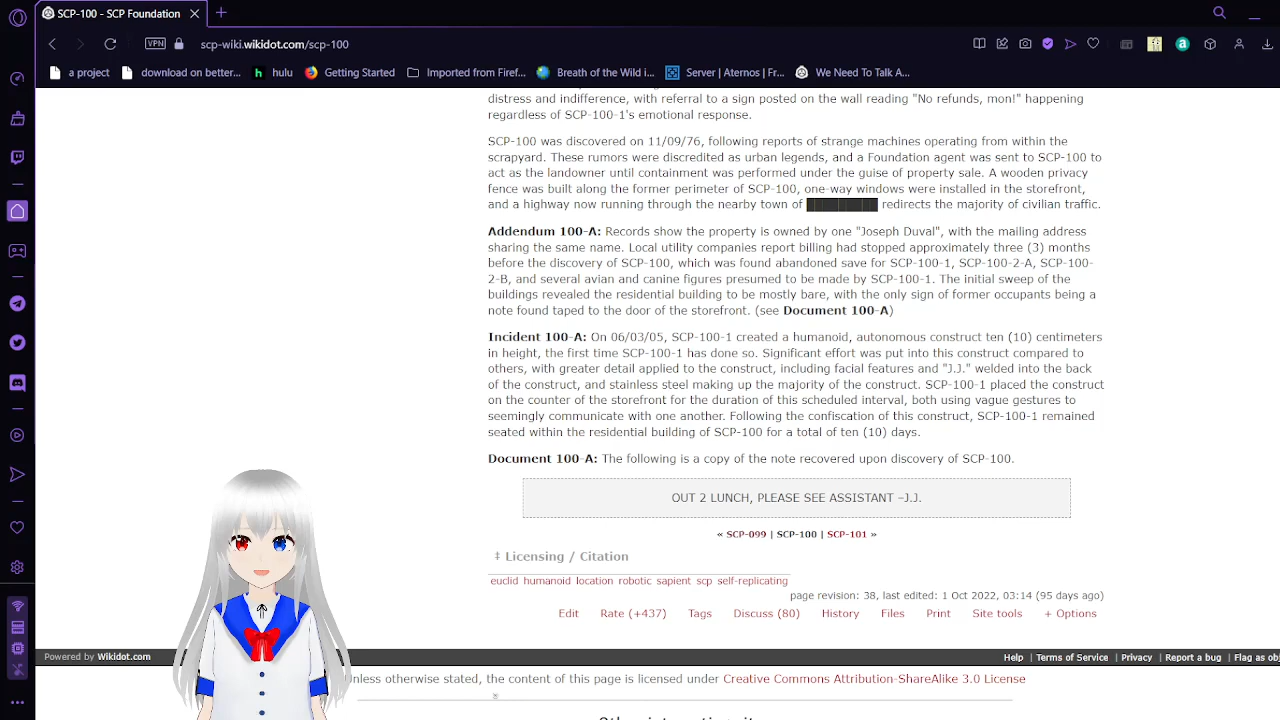 SCP-100 - SCP Foundation
VPN
scp-wiki.wikidot.com/scp-100
a project
download on better...
h hulu
Getting Started
Imported from Firef...
Breath of the Wild i...
Server | Aternos | Fr...
We Need To Talk A...
distress and indifference, with referral to a sign posted on the wall reading "No refunds, mon!" happening
regardless of SCP-100-1's emotional response.
SCP-100 was discovered on 11/09/76, following reports of strange machines operating from within the
scrapyard. These rumors were discredited as urban legends, and a Foundation agent was sent to SCP-100 to
act as the landowner until containment was performed under the guise of property sale. A wooden privacy
fence was built along the former perimeter of SCP-100, one-way windows were installed in the storefront,
and a highway now running through the nearby town of █████████ redirects the majority of civilian traffic.
Addendum 100-A: Records show the property is owned by one "Joseph Duval", with the mailing address
sharing the same name. Local utility companies report billing had stopped approximately three (3) months
before the discovery of SCP-100, which was found abandoned save for SCP-100-1, SCP-100-2-A, SCP-100-
2-B, and several avian and canine figures presumed to be made by SCP-100-1. The initial sweep of the
buildings revealed the residential building to be mostly bare, with the only sign of former occupants being a
note found taped to the door of the storefront. (see Document 100-A)
Incident 100-A: On 06/03/05, SCP-100-1 created a humanoid, autonomous construct ten (10) centimeters
in height, the first time SCP-100-1 has done so. Significant effort was put into this construct compared to
others, with greater detail applied to the construct, including facial features and "J.J." welded into the back
of the construct, and stainless steel making up the majority of the construct. SCP-100-1 placed the construct
on the counter of the storefront for the duration of this scheduled interval, both using vague gestures to
seemingly communicate with one another. Following the confiscation of this construct, SCP-100-1 remained
seated within the residential building of SCP-100 for a total of ten (10) days.
Document 100-A: The following is a copy of the note recovered upon discovery of SCP-100.
OUT 2 LUNCH, PLEASE SEE ASSISTANT –J.J.
« SCP-099 | SCP-100 | SCP-101 »
‡ Licensing / Citation
euclid humanoid location robotic sapient scp self-replicating
page revision: 38, last edited: 1 Oct 2022, 03:14 (95 days ago)
Edit Rate (+437) Tags Discuss (80) History Files Print Site tools + Options
Powered by Wikidot.com
Help | Terms of Service | Privacy | Report a bug | Flag as obj
Unless otherwise stated, the content of this page is licensed under Creative Commons Attribution-ShareAlike 3.0 License